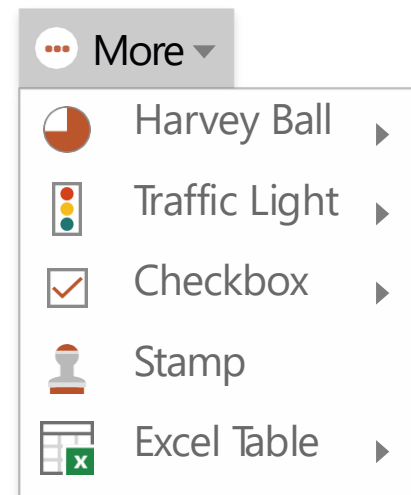 More
Harvey Ball
Traffic Light
Checkbox
Stamp
Excel Table
X